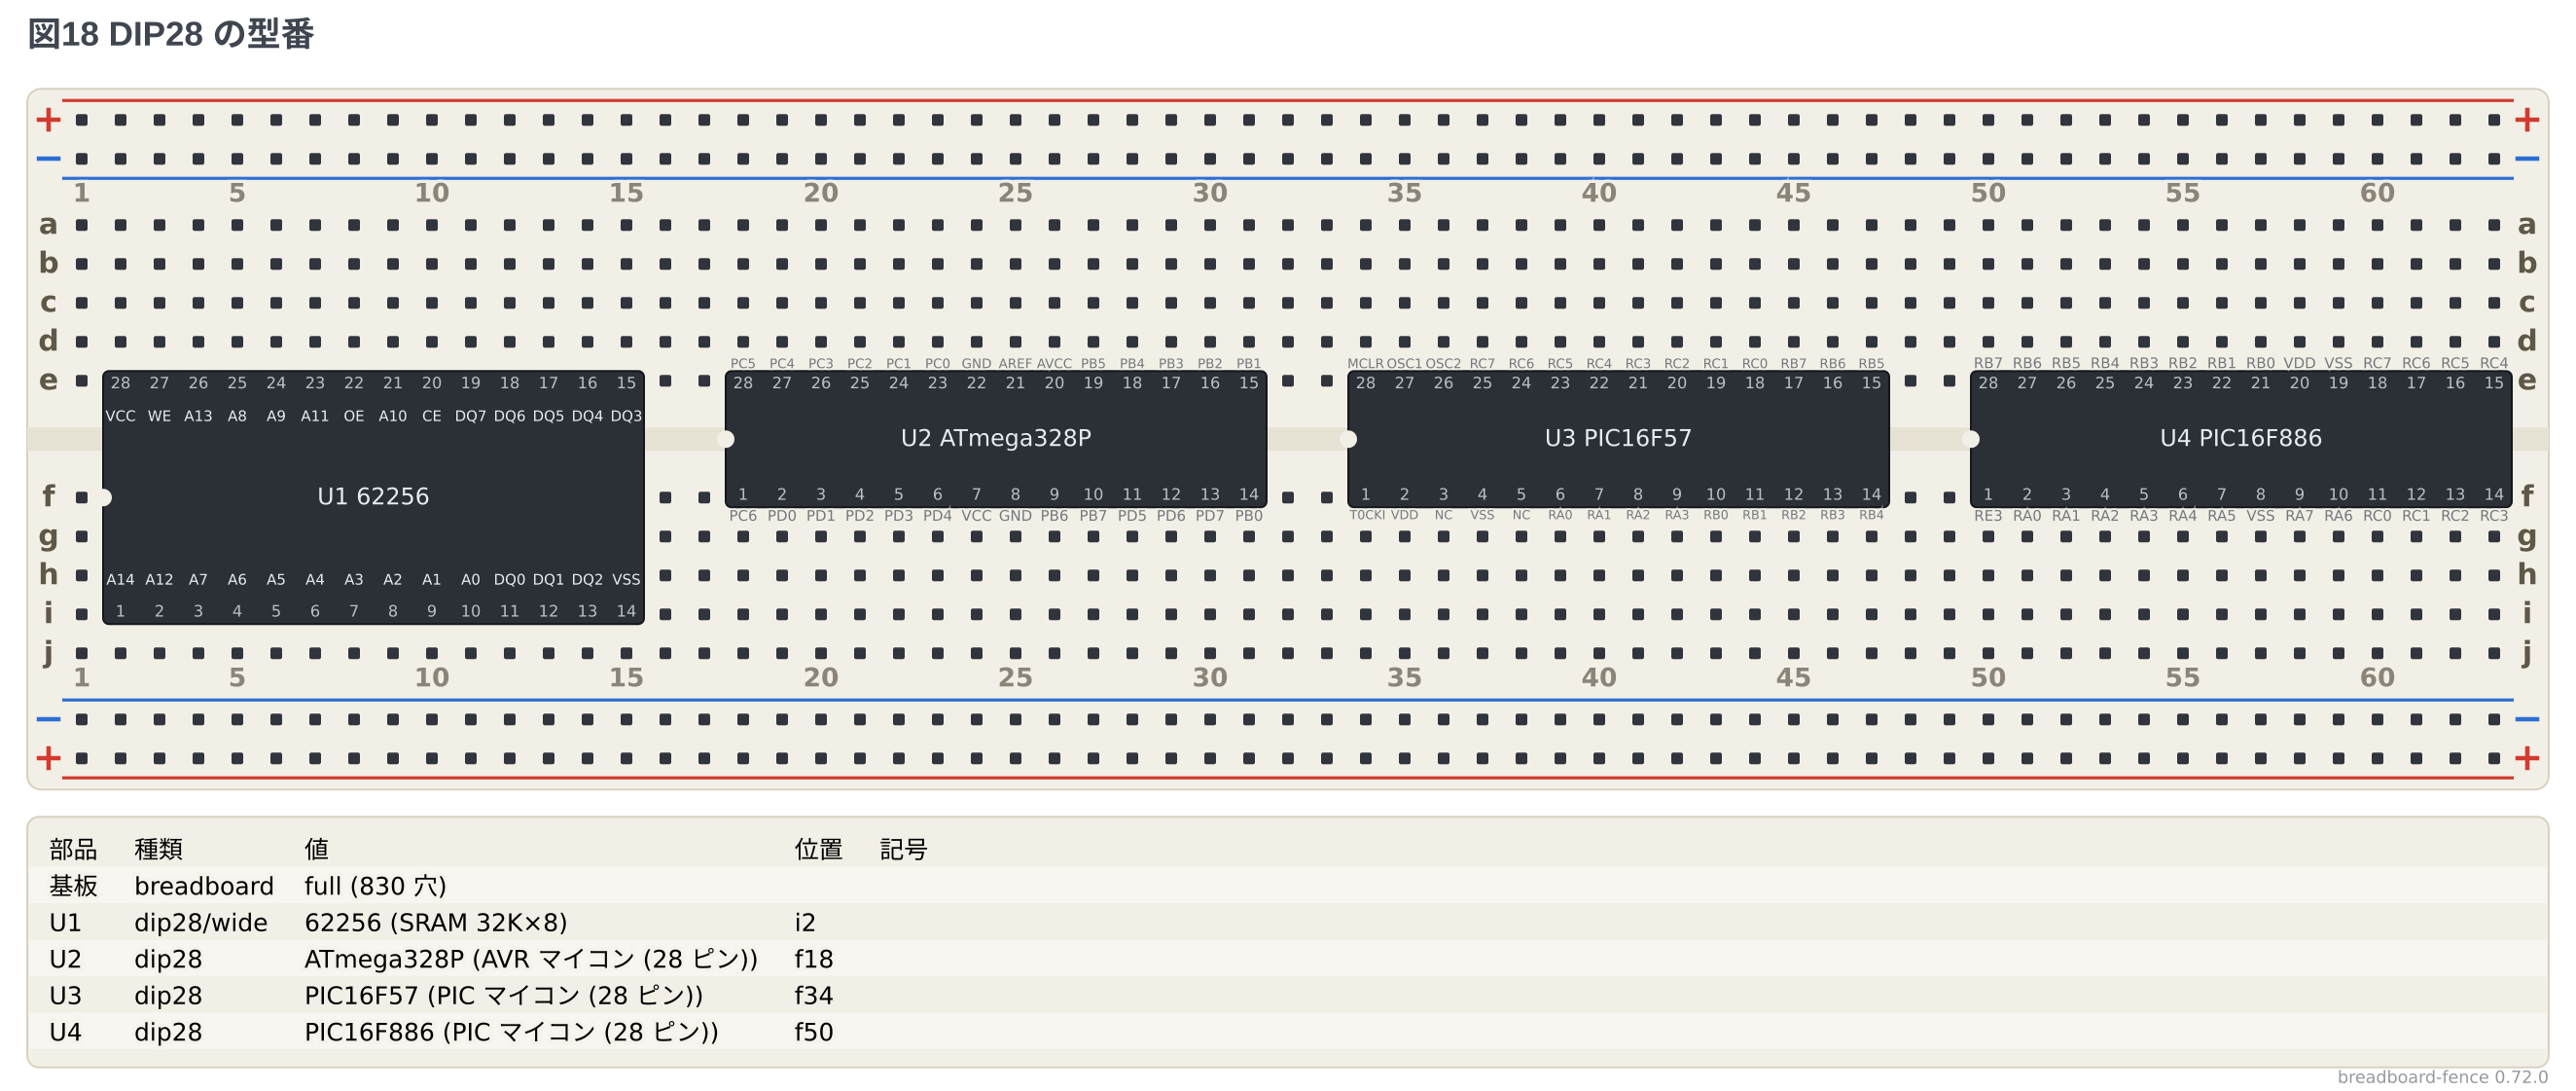 図18 DIP28 の型番
+ +
− −
1 5 10 15 20 25 30 35 40 45 50 55 60
a a
b b
c c
d d
PC5 PC4 PC3 PC2 PC1 PC0 GND AREF AVCC PB5 PB4 PB3 PB2 PB1 MCLR OSC1 OSC2 RC7 RC6 RC5 RC4 RC3 RC2 RC1 RC0 RB7 RB6 RB5 RB7 RB6 RB5 RB4 RB3 RB2 RB1 RB0 VDD VSS RC7 RC6 RC5 RC4
e 28 27 26 25 24 23 22 21 20 19 18 17 16 15 28 27 26 25 24 23 22 21 20 19 18 17 16 15 28 27 26 25 24 23 22 21 20 19 18 17 16 15 28 27 26 25 24 23 22 21 20 19 18 17 16 15 e
VCC WE A13 A8 A9 A11 OE A10 CE DQ7 DQ6 DQ5 DQ4 DQ3
U2 ATmega328P U3 PIC16F57 U4 PIC16F886
f U1 62256 1 2 3 4 5 6 7 8 9 10 11 12 13 14 1 2 3 4 5 6 7 8 9 10 11 12 13 14 1 2 3 4 5 6 7 8 9 10 11 12 13 14 f
PC6 PD0 PD1 PD2 PD3 PD4 VCC GND PB6 PB7 PD5 PD6 PD7 PB0 T0CKI VDD NC VSS NC RA0 RA1 RA2 RA3 RB0 RB1 RB2 RB3 RB4 RE3 RA0 RA1 RA2 RA3 RA4 RA5 VSS RA7 RA6 RC0 RC1 RC2 RC3
g g
h A14 A12 A7 A6 A5 A4 A3 A2 A1 A0 DQ0 DQ1 DQ2 VSS h
i 1 2 3 4 5 6 7 8 9 10 11 12 13 14 i
j j
1 5 10 15 20 25 30 35 40 45 50 55 60
− −
+ +
部品 種類 値 位置 記号
基板 breadboard full (830 穴)
U1 dip28/wide 62256 (SRAM 32K×8) i2
U2 dip28 ATmega328P (AVR マイコン (28 ピン)) f18
U3 dip28 PIC16F57 (PIC マイコン (28 ピン)) f34
U4 dip28 PIC16F886 (PIC マイコン (28 ピン)) f50
breadboard-fence 0.72.0